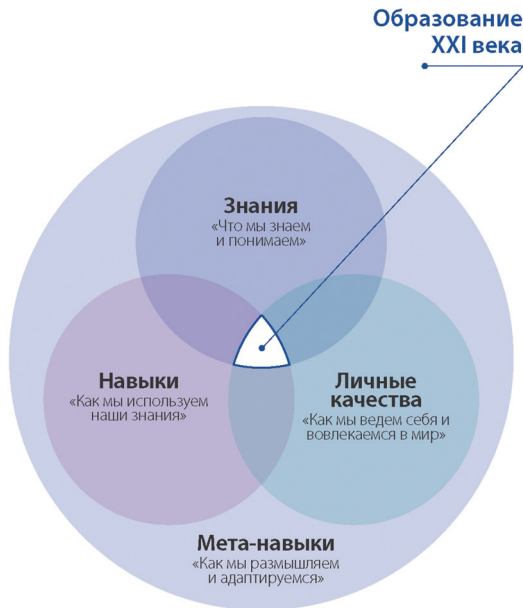 Образование
XXI века
Знания
«Что мы знаем
и понимаем»
Навыки
«Как мы используем
наши знания»
Личные
качества
«Как мы ведем себя и
вовлекаемся в мир»
Мета-навыки
«Как мы размышляем
и адаптируемся»